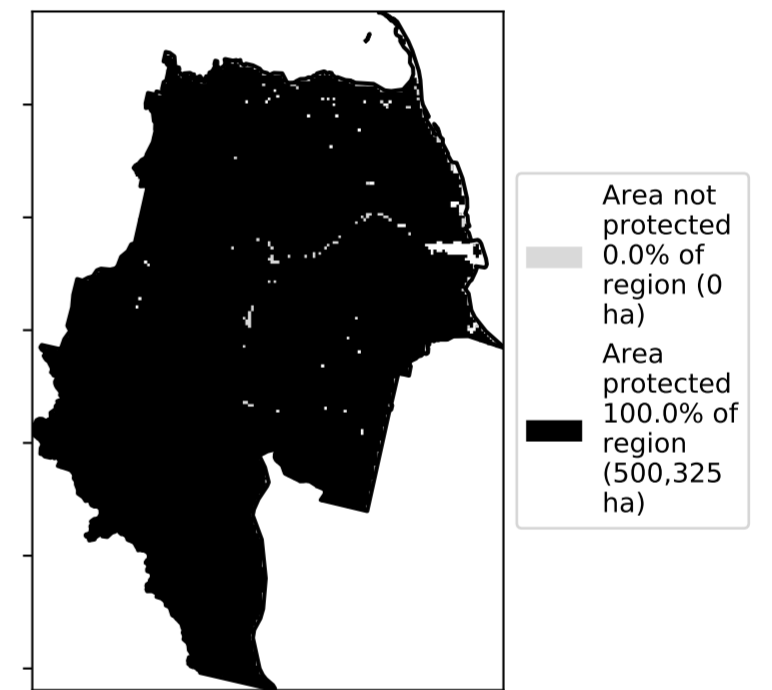 Area not
protected
0.0% of
region (0
ha)
Area
protected
100.0% of
region
(500,325
ha)